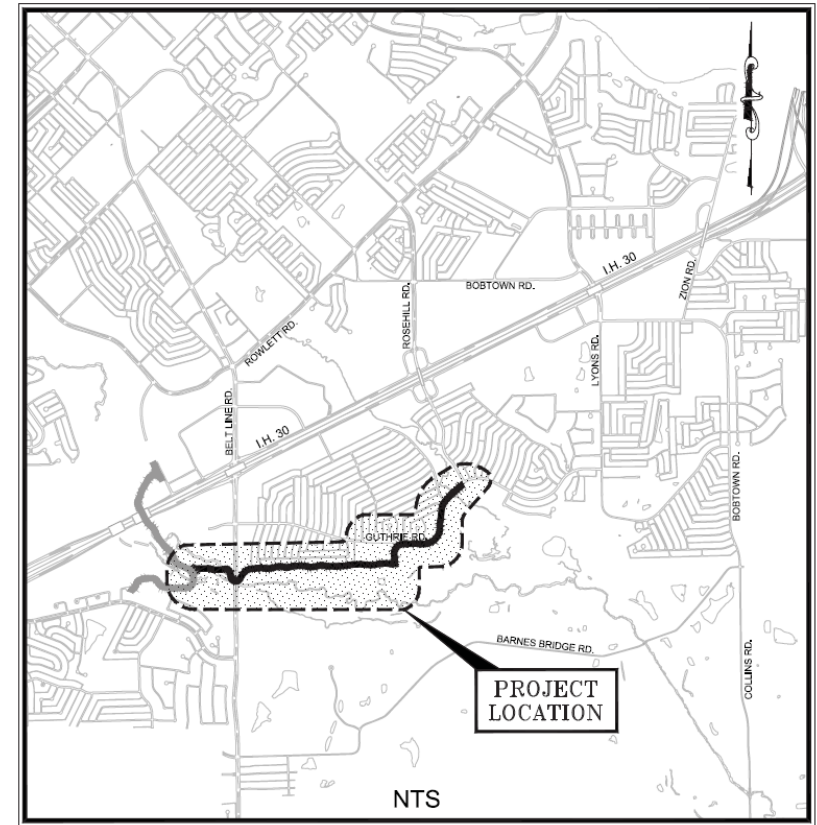 BOBTOWN RD.
I.H. 30
ZION RD.
ROSEHILL RD.
ROWLETT RD.
LYONS RD.
BELT LINE RD.
I.H. 30
BOBTOWN RD.
GUTHRIE RD.
BARNES BRIDGE RD.
COLLINS RD.
PROJECT
LOCATION
NTS